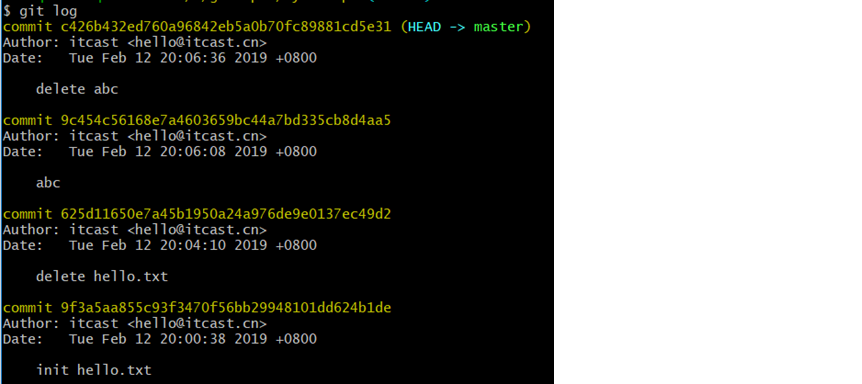 $ git log
commit c426b432ed760a96842eb5a0b70fc89881cd5e31 (HEAD -> master)
Author: itcast <hello@itcast.cn>
Date:   Tue Feb 12 20:06:36 2019 +0800
delete abc
commit 9c454c56168e7a4603659bc44a7bd335cb8d4aa5
Author: itcast <hello@itcast.cn>
Date:   Tue Feb 12 20:06:08 2019 +0800
abc
commit 625d11650e7a45b1950a24a976de9e0137ec49d2
Author: itcast <hello@itcast.cn>
Date:   Tue Feb 12 20:04:10 2019 +0800
delete hello.txt
commit 9f3a5aa855c93f3470f56bb29948101dd624b1de
Author: itcast <hello@itcast.cn>
Date:   Tue Feb 12 20:00:38 2019 +0800
init hello.txt